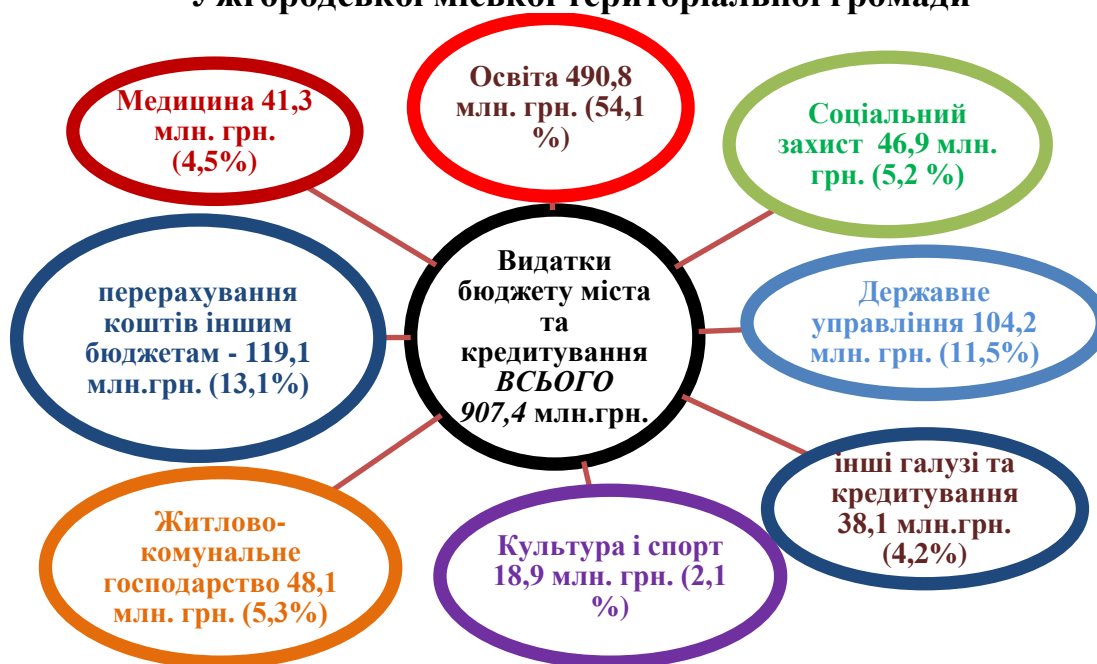 Ужгородської міської територіальної громади
Медицина 41,3
млн. грн.
(4,5%)
Освіта 490,8
млн. грн. (54,1
%)
Соціальний
захист 46,9 млн.
грн. (5,2 %)
перерахування
коштів іншим
бюджетам - 119,1
млн.грн. (13,1%)
Видатки
бюджету міста
та
кредитування
ВСЬОГО
907,4 млн.грн.
Державне
управління 104,2
млн. грн. (11,5%)
Житлово-
комунальне
господарство 48,1
млн. грн. (5,3%)
Культура і спорт
18,9 млн. грн. (2,1
%)
інші галузі та
кредитування
38,1 млн.грн.
(4,2%)